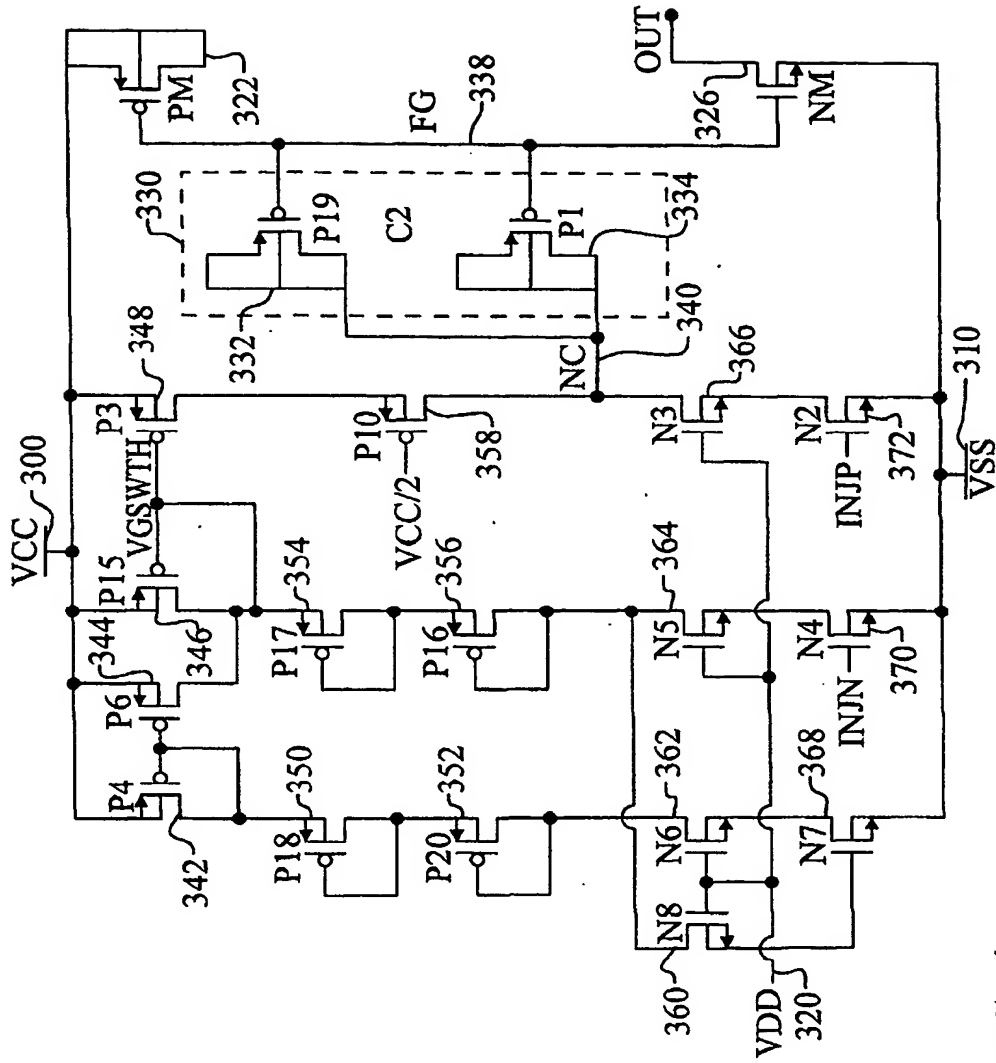 VCC
300
PM
322
P3
348
P15
VGSWTH
344
346
P6
P4
342
330
P19
C2
332
FG
338
P1
334
NC
340
P10
VCC/2
358
P17
354
P16
356
P18
350
P20
352
OUT
326
NM
N3
366
N2
INJP
372
310
VSS
N5
364
N4
INJN
370
N6
362
N7
368
N8
360
VDD
320